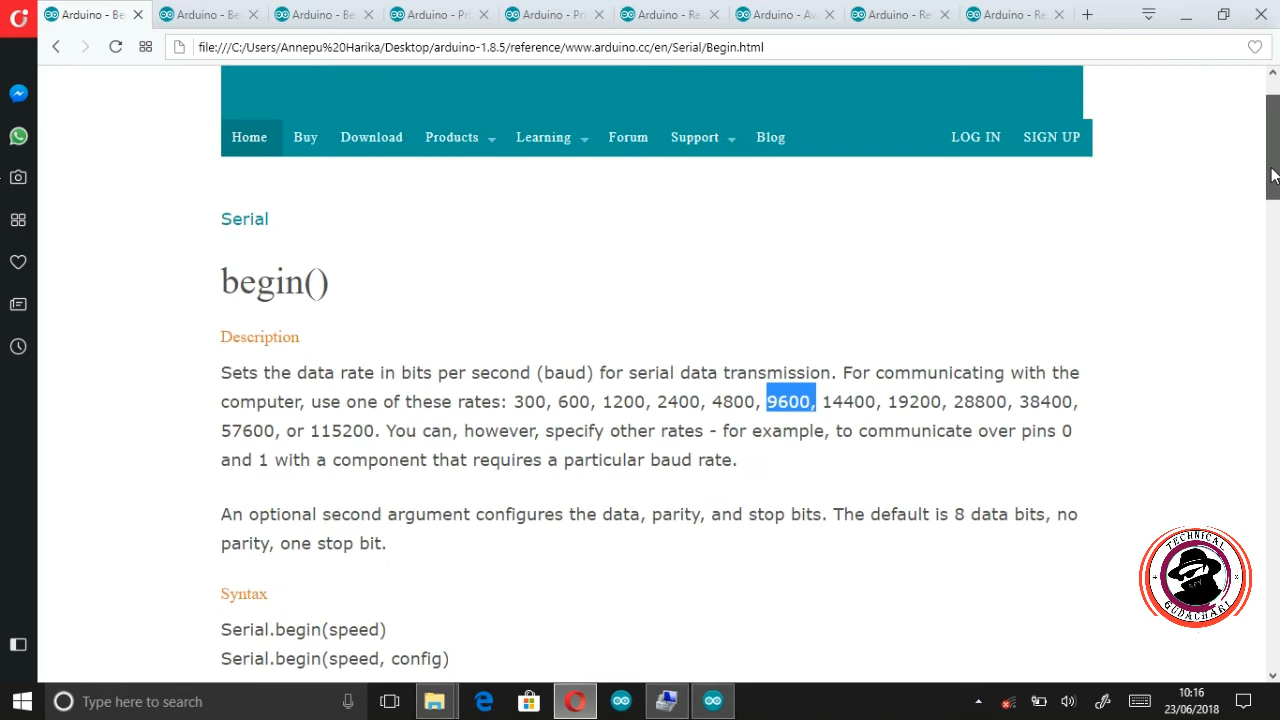 Arduino - Be
Arduino - Be
Arduino - Be
Arduino - Pri
Arduino - Pri
Arduino - Re
Arduino - Av
Arduino - Re
Arduino - Re
file:///C:/Users/Annepu%20Harika/Desktop/arduino-1.8.5/reference/www.arduino.cc/en/Serial/Begin.html
Home Buy Download Products Learning Forum Support Blog LOG IN SIGN UP
Serial
begin()
Description
Sets the data rate in bits per second (baud) for serial data transmission. For communicating with the
computer, use one of these rates: 300, 600, 1200, 2400, 4800, 9600, 14400, 19200, 28800, 38400,
57600, or 115200. You can, however, specify other rates - for example, to communicate over pins 0
and 1 with a component that requires a particular baud rate.
An optional second argument configures the data, parity, and stop bits. The default is 8 data bits, no
parity, one stop bit.
Syntax
Serial.begin(speed)
Serial.begin(speed, config)
TECHNICAL
SPY
GUDACHARI
Type here to search
10:16
23/06/2018